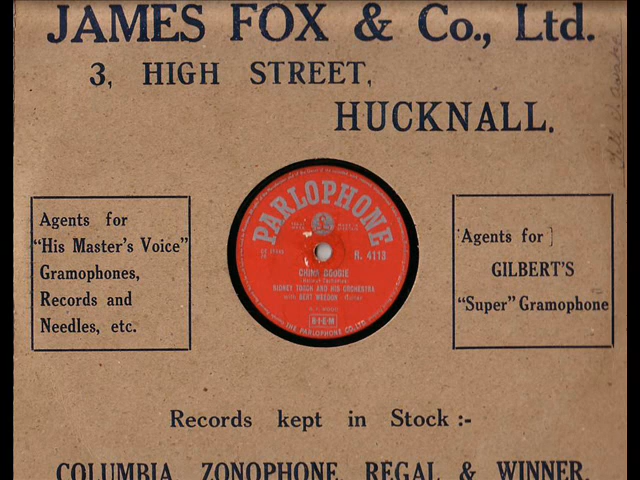 JAMES FOX & Co., Ltd.
3, HIGH STREET,
HUCKNALL.
Agents for
"His Master's Voice"
Gramophones,
Records and
Needles, etc.
PARLOPHONE
R. 4113
CHINA BOOGIE
SIDNEY TORCH AND HIS ORCHESTRA
with BERT WEEDON Guitar
B·I·E·M
THE PARLOPHONE CO. LTD.
Agents for
GILBERT'S
"Super" Gramophone
Records kept in Stock :-
COLUMBIA, ZONOPHONE, REGAL & WINNER.